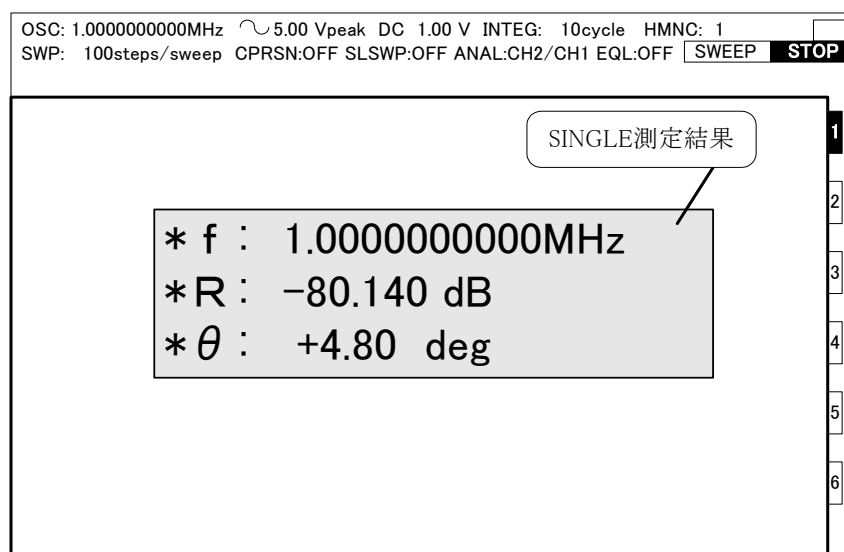 OSC: 1.0000000000MHz 5.00 Vpeak DC 1.00 V INTEG: 10cycle HMNC: 1
SWP: 100steps/sweep CPRSN:OFF SLSWP:OFF ANAL:CH2/CH1 EQL:OFF SWEEP STOP
SINGLE測定結果
1
2
*f: 1.0000000000MHz
3
*R: -80.140 dB
*θ: +4.80 deg
4
5
6